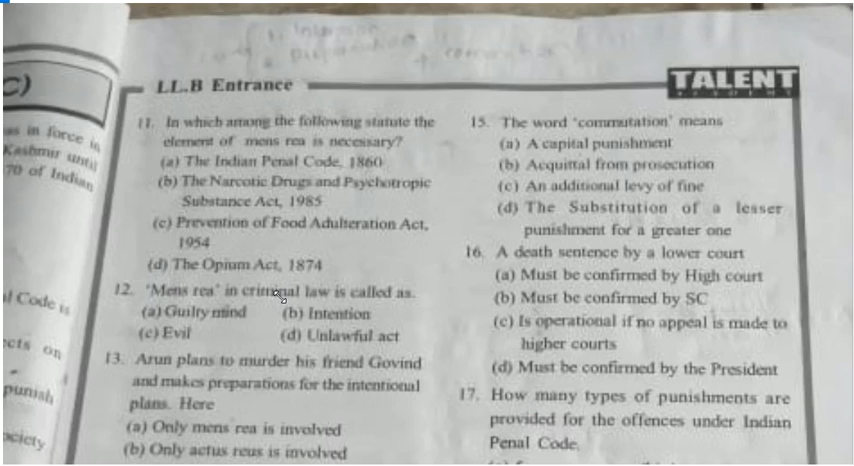 C)
as in force in
Kashmir until
70 of Indian
al Code is
ects on
punish
ociety
LL.B Entrance
TALENT
11. In which among the following statute the
element of mens rea is necessary?
(a) The Indian Penal Code, 1860
(b) The Narcotic Drugs and Psychotropic
Substance Act, 1985
(c) Prevention of Food Adulteration Act,
1954
(d) The Opium Act, 1874
12. 'Mens rea' in criminal law is called as.
(a) Guilty mind (b) Intention
(c) Evil (d) Unlawful act
13. Arun plans to murder his friend Govind
and makes preparations for the intentional
plans. Here
(a) Only mens rea is involved
(b) Only actus reus is involved
15. The word 'commutation' means
(a) A capital punishment
(b) Acquittal from prosecution
(c) An additional levy of fine
(d) The Substitution of a lesser
punishment for a greater one
16. A death sentence by a lower court
(a) Must be confirmed by High court
(b) Must be confirmed by SC
(c) Is operational if no appeal is made to
higher courts
(d) Must be confirmed by the President
17. How many types of punishments are
provided for the offences under Indian
Penal Code.